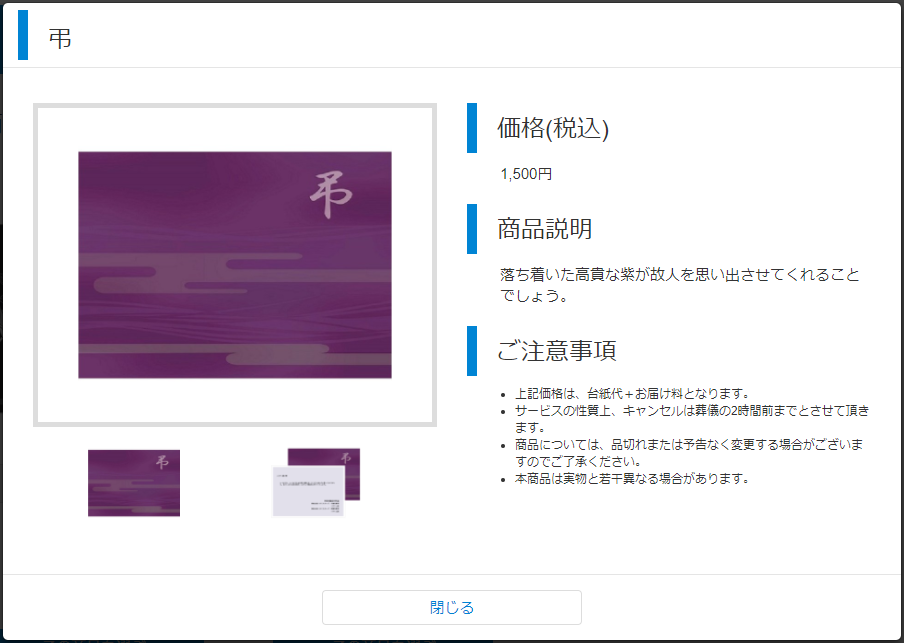 弔
弔
価格(税込)
1,500円
商品説明
落ち着いた高貴な紫が故人を思い出させてくれること
でしょう。
ご注意事項
• 上記価格は、台紙代＋お届け料となります。
• サービスの性質上、キャンセルは葬儀の2時間前までとさせて頂き
ます。
• 商品については、品切れまたは予告なく変更する場合がございま
すのでご了承ください。
• 本商品は実物と若干異なる場合があります。
弔
弔
閉じる